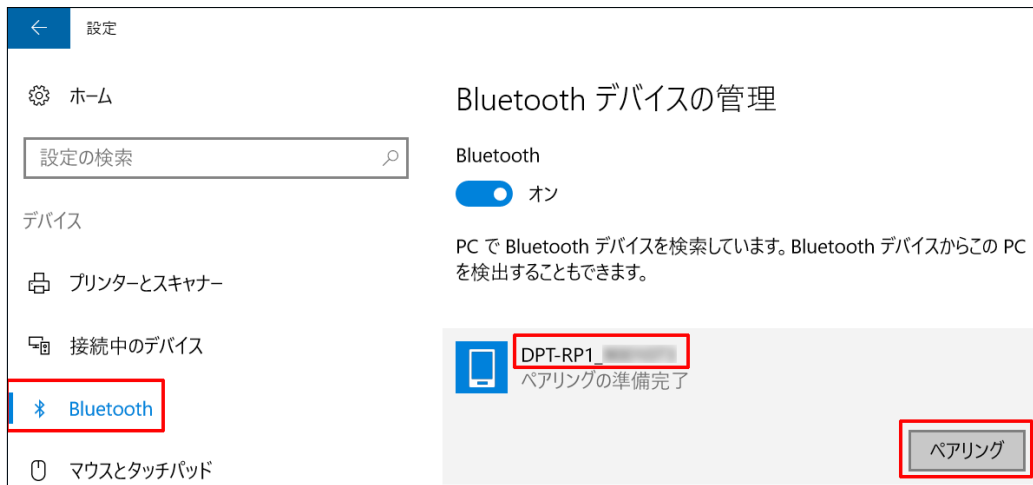 設定
ホーム
設定の検索
デバイス
プリンターとスキャナー
接続中のデバイス
Bluetooth
マウスとタッチパッド
Bluetooth デバイスの管理
Bluetooth
オン
PC で Bluetooth デバイスを検索しています。Bluetooth デバイスからこの PC
を検出することもできます。
DPT-RP1_
ペアリングの準備完了
ペアリング